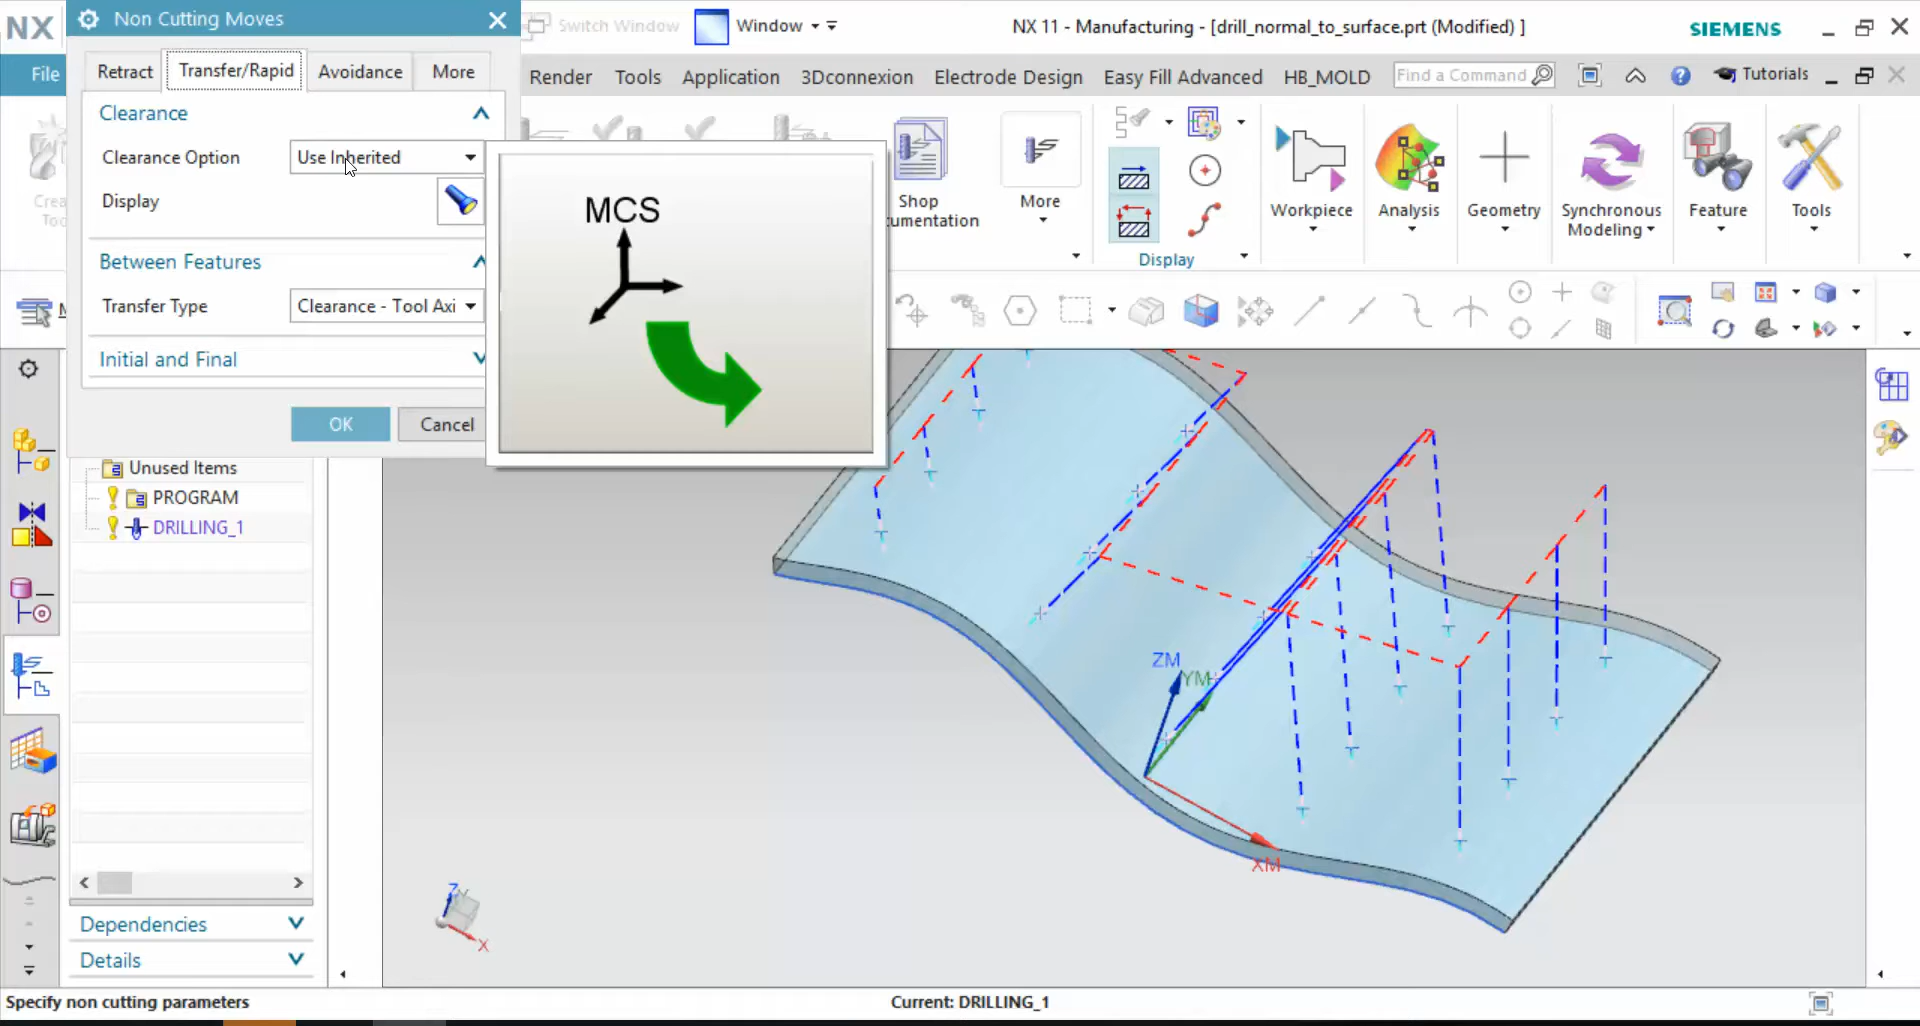 NX
Non Cutting Moves
Switch Window
Window
NX 11 - Manufacturing - [drill_normal_to_surface.prt (Modified) ]
SIEMENS
File
Retract
Transfer/Rapid
Avoidance
More
Render
Tools
Application
3Dconnexion
Electrode Design
Easy Fill Advanced
HB_MOLD
Find a Command
Tutorials
Clearance
Clearance Option
Use Inherited
Display
Between Features
Transfer Type
Clearance - Tool Axi
Initial and Final
OK
Cancel
MCS
Shop
umentation
More
Display
Workpiece
Analysis
Geometry
Synchronous
Modeling
Feature
Tools
Unused Items
PROGRAM
DRILLING_1
Dependencies
Details
ZM
YM
XM
X
Specify non cutting parameters
Current: DRILLING_1